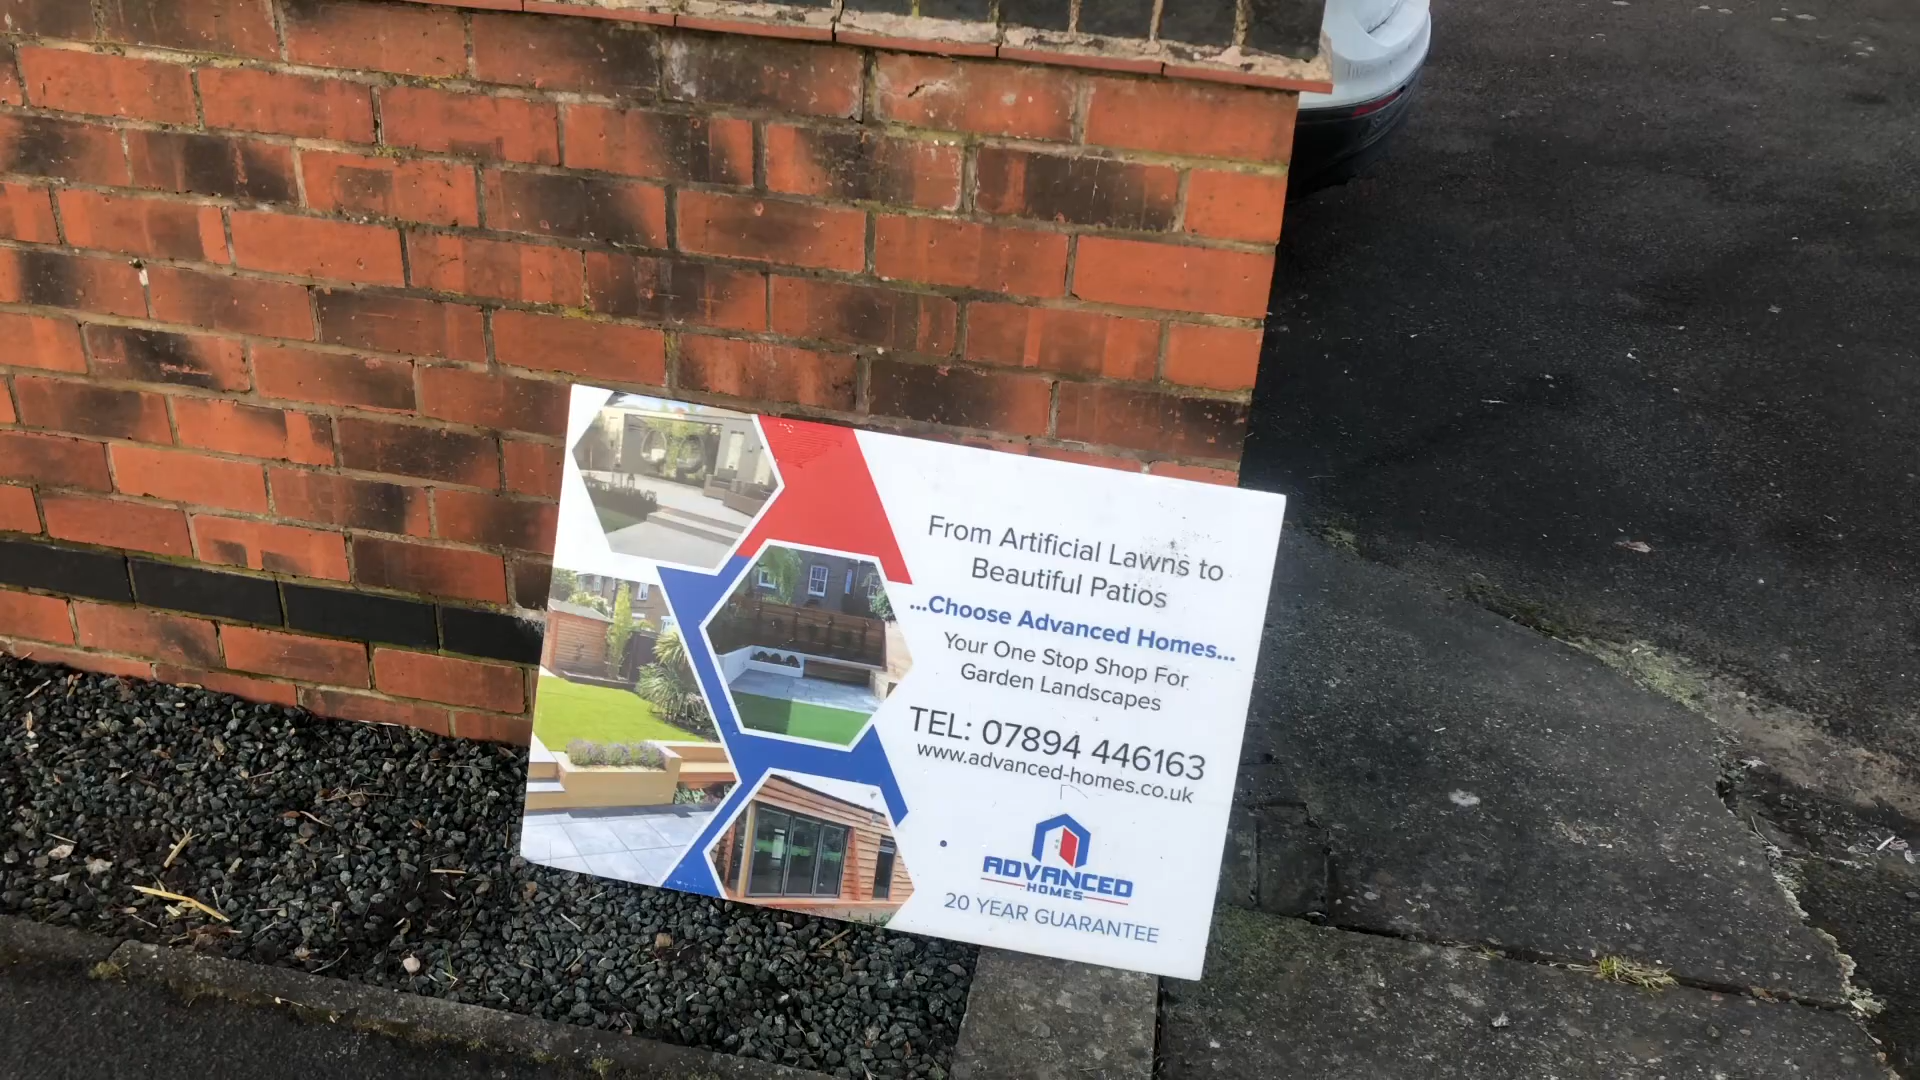 From Artificial Lawns to
Beautiful Patios
...Choose Advanced Homes...
Your One Stop Shop For
Garden Landscapes
TEL: 07894 446163
www.advanced-homes.co.uk
ADVANCED
HOMES
20 YEAR GUARANTEE